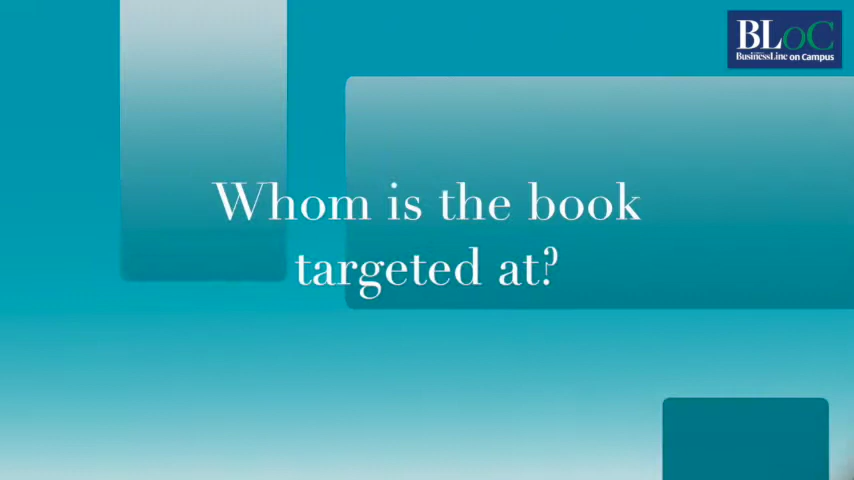 BLoC
BusinessLine on Campus
Whom is the book
targeted at?